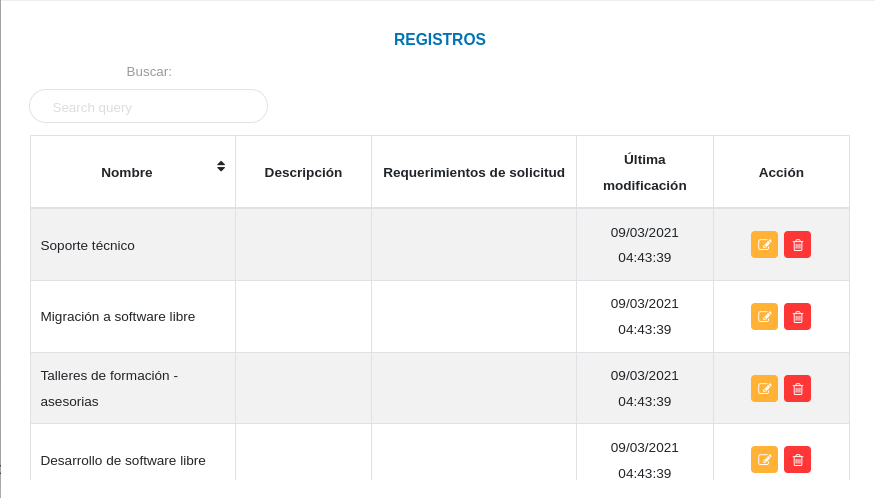 REGISTROS
Buscar:
Search query
Nombre Descripción Requerimientos de solicitud Última modificación Acción
Soporte técnico 09/03/2021
04:43:39
Migración a software libre 09/03/2021
04:43:39
Talleres de formación - 09/03/2021
asesorias 04:43:39
Desarrollo de software libre 09/03/2021
04:43:39